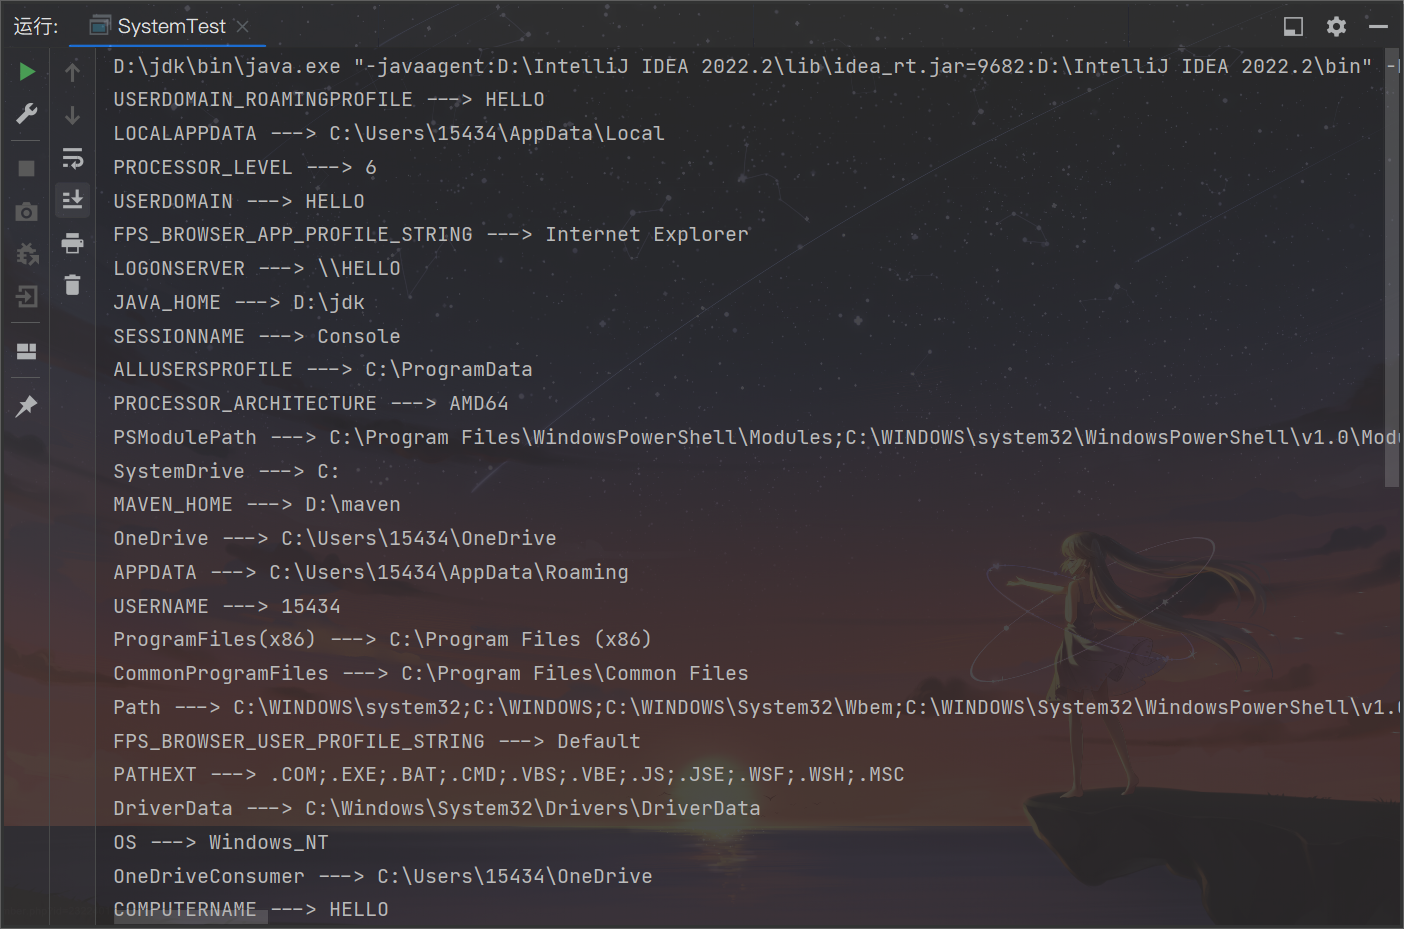 运行: SystemTest
D:\jdk\bin\java.exe "-javaagent:D:\IntelliJ IDEA 2022.2\lib\idea_rt.jar=9682:D:\IntelliJ IDEA 2022.2\bin"
USERDOMAIN_ROAMINGPROFILE ---> HELLO
LOCALAPPDATA ---> C:\Users\15434\AppData\Local
PROCESSOR_LEVEL ---> 6
USERDOMAIN ---> HELLO
FPS_BROWSER_APP_PROFILE_STRING ---> Internet Explorer
LOGONSERVER ---> \\HELLO
JAVA_HOME ---> D:\jdk
SESSIONNAME ---> Console
ALLUSERSPROFILE ---> C:\ProgramData
PROCESSOR_ARCHITECTURE ---> AMD64
PSModulePath ---> C:\Program Files\WindowsPowerShell\Modules;C:\WINDOWS\system32\WindowsPowerShell\v1.0\Mod
SystemDrive ---> C:
MAVEN_HOME ---> D:\maven
OneDrive ---> C:\Users\15434\OneDrive
APPDATA ---> C:\Users\15434\AppData\Roaming
USERNAME ---> 15434
ProgramFiles(x86) ---> C:\Program Files (x86)
CommonProgramFiles ---> C:\Program Files\Common Files
Path ---> C:\WINDOWS\system32;C:\WINDOWS;C:\WINDOWS\System32\Wbem;C:\WINDOWS\System32\WindowsPowerShell\v1.
FPS_BROWSER_USER_PROFILE_STRING ---> Default
PATHEXT ---> .COM;.EXE;.BAT;.CMD;.VBS;.VBE;.JS;.JSE;.WSF;.WSH;.MSC
DriverData ---> C:\Windows\System32\Drivers\DriverData
OS ---> Windows_NT
OneDriveConsumer ---> C:\Users\15434\OneDrive
COMPUTERNAME ---> HELLO